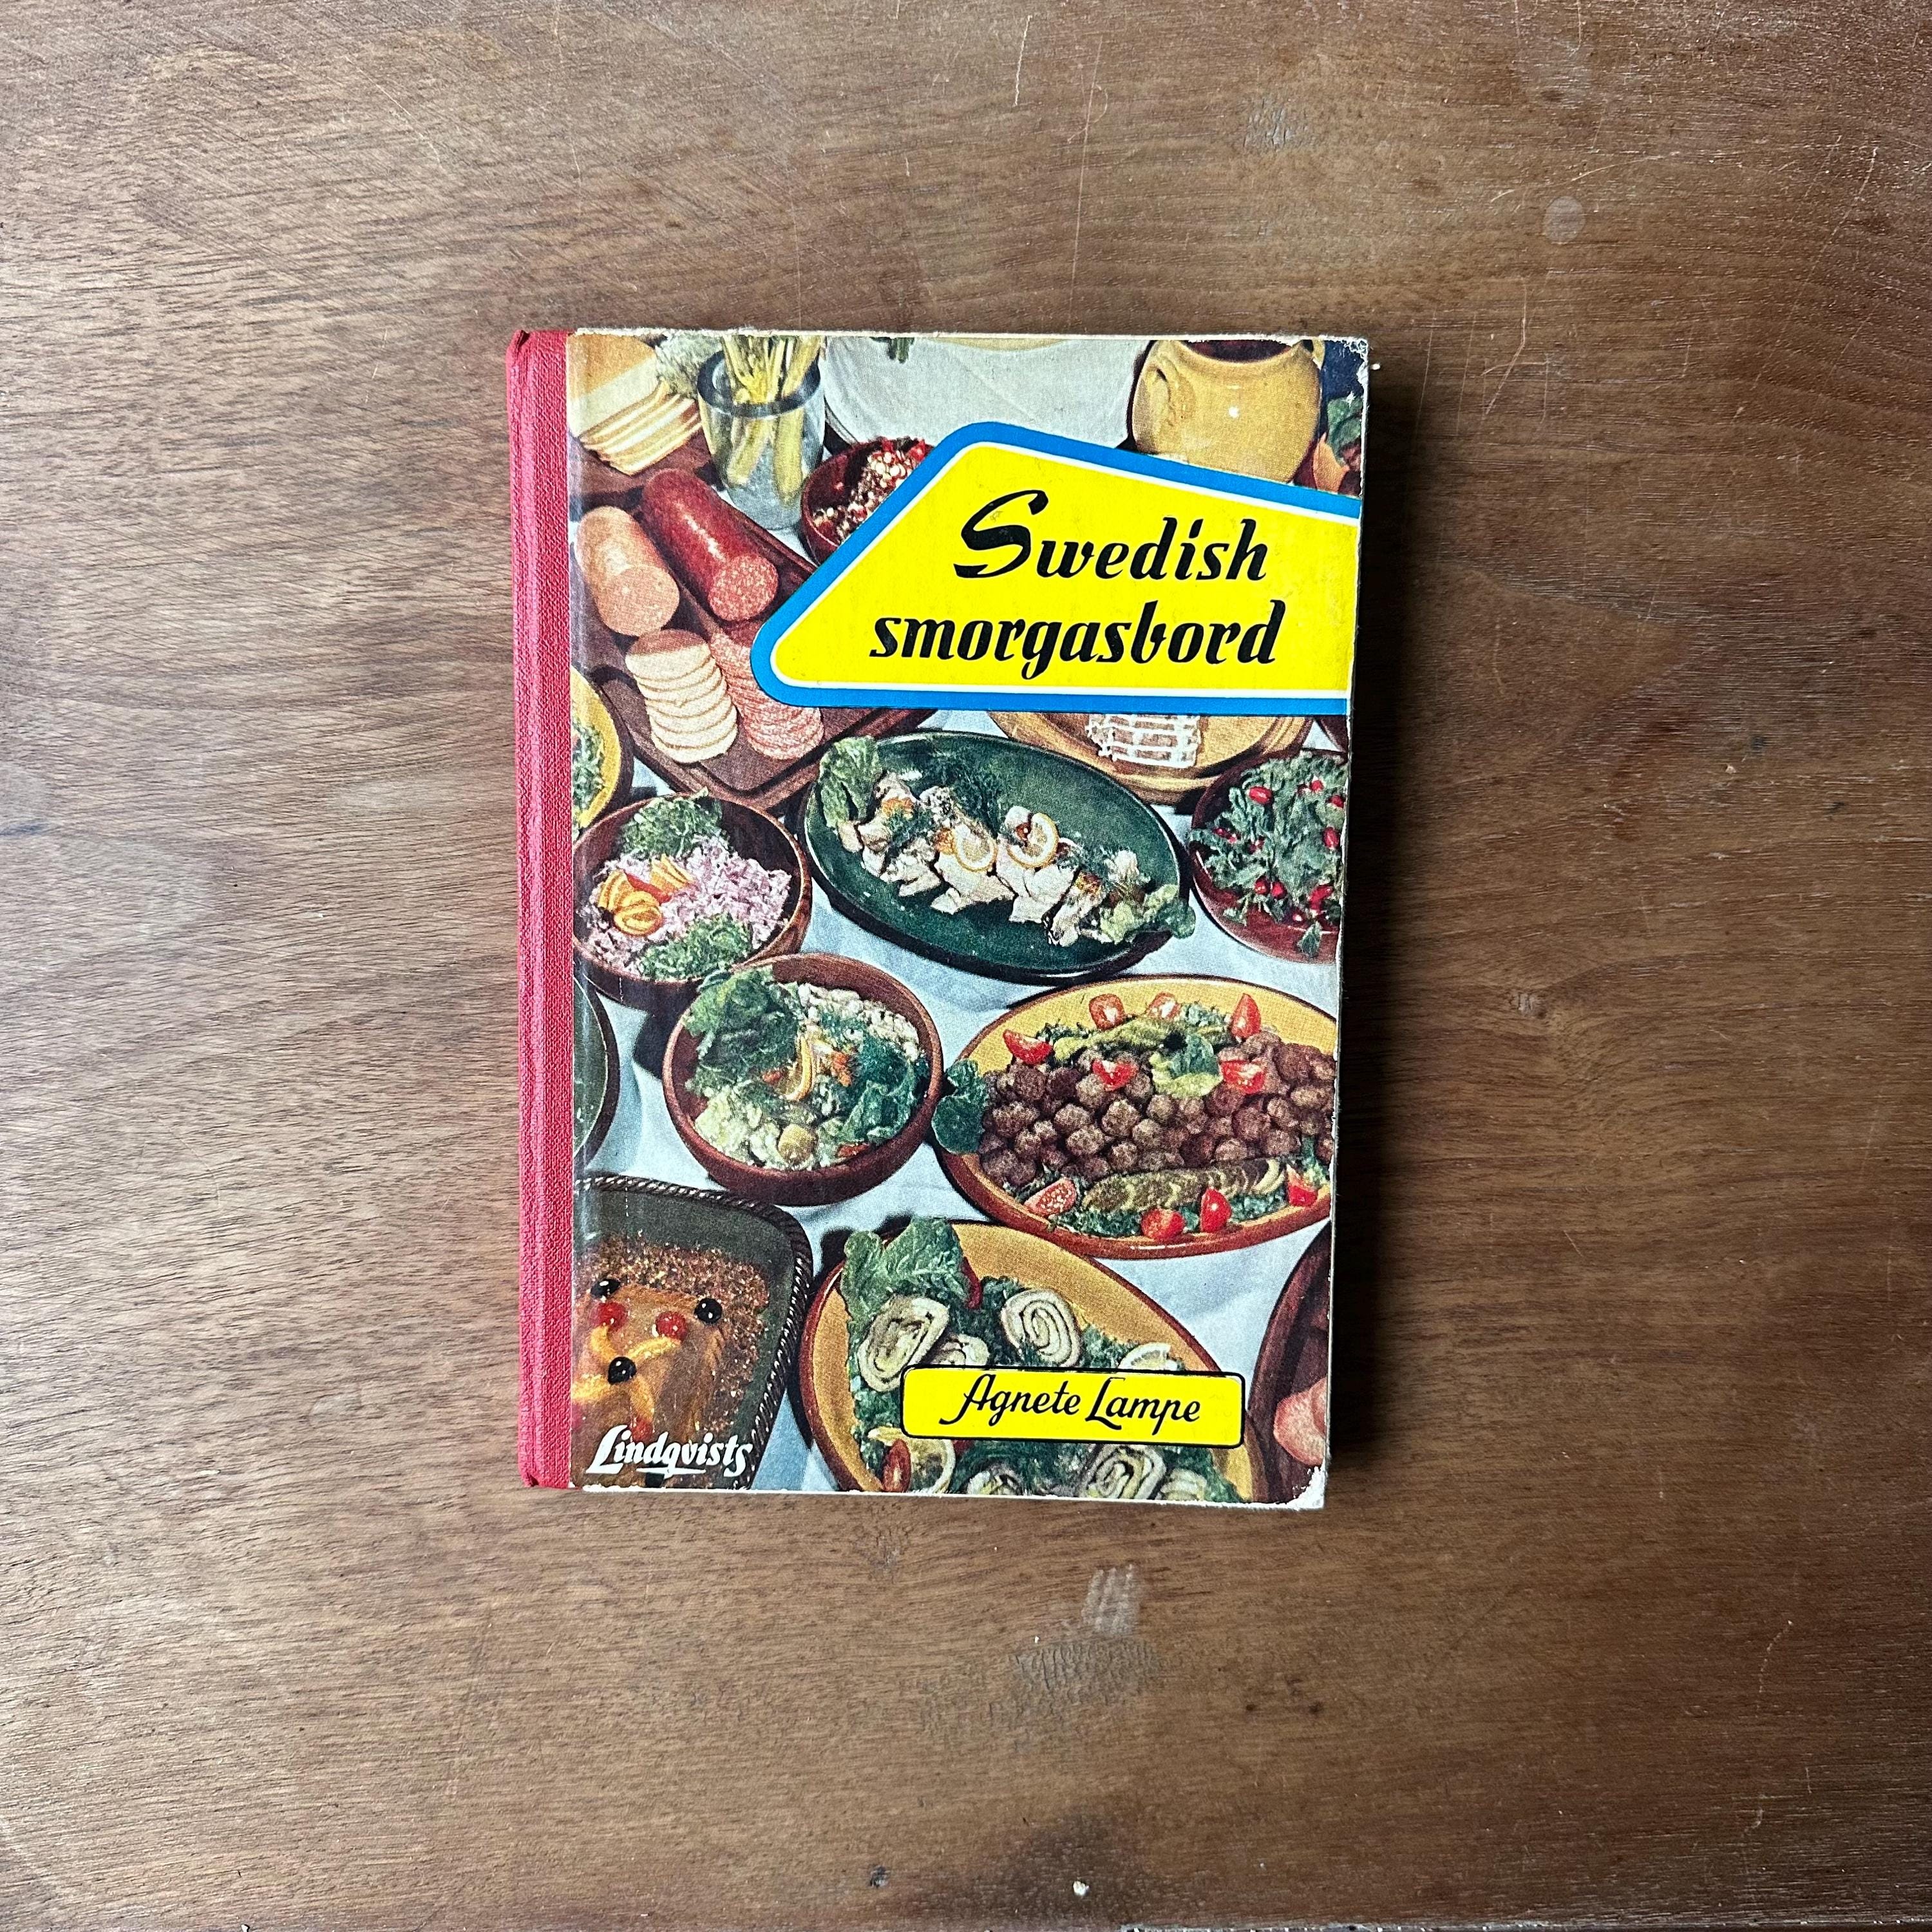 Swedish
smorgasbord
Agnete Lampe
Lindqvists